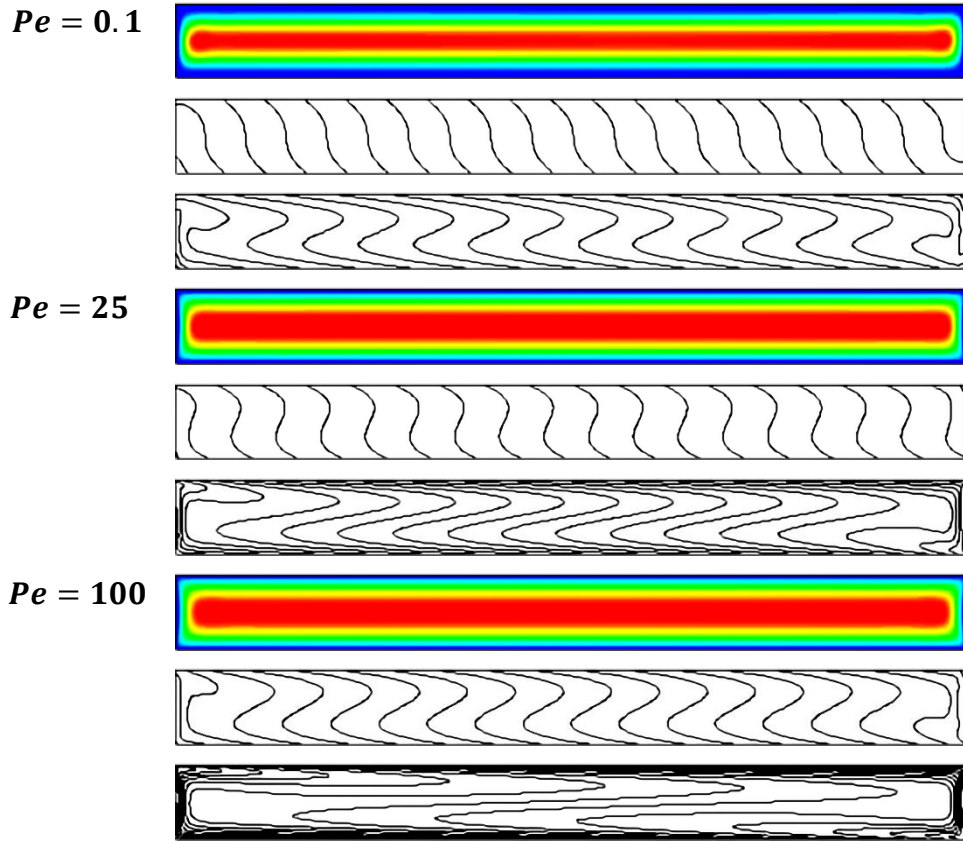 Pe = 0.1
Pe = 25
Pe = 100